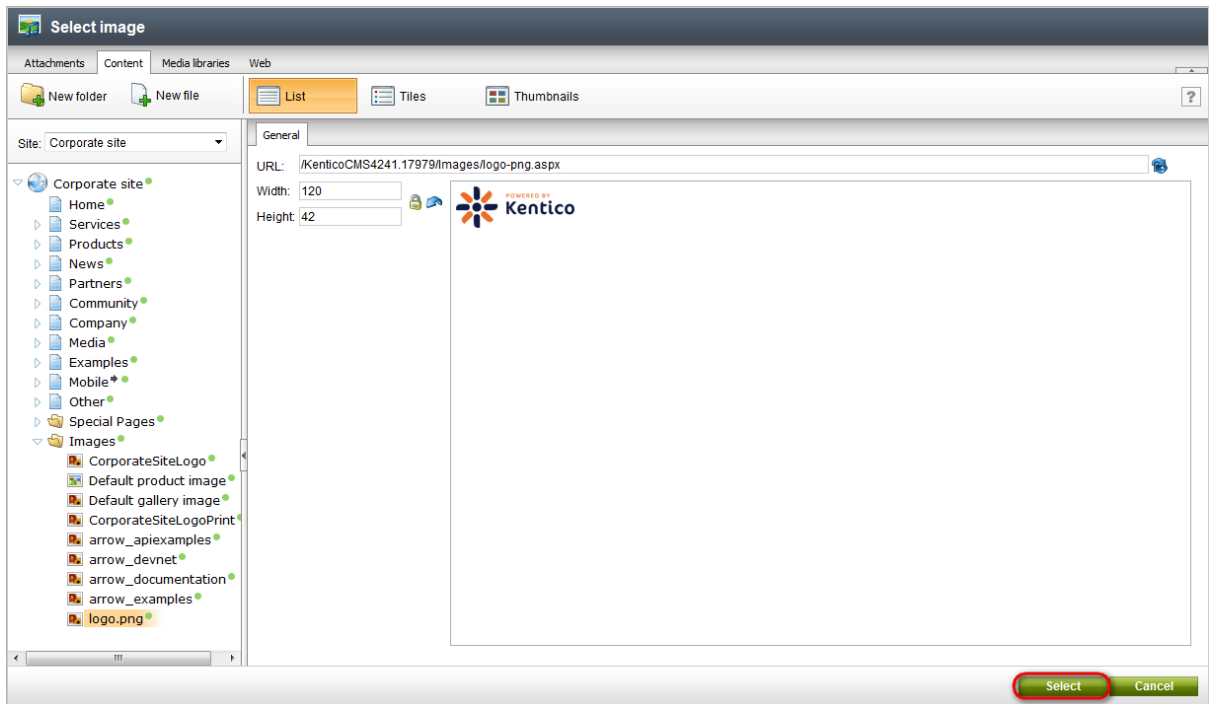 Select image
Attachments Content Media libraries Web
New folder New file List Tiles Thumbnails ?
Site: Corporate site
General
URL: /KenticoCMS4241.17979/Images/logo-png.aspx
Width: 120
Height: 42
POWERED BY
Kentico
Corporate site
Home
Services
Products
News
Partners
Community
Company
Media
Examples
Mobile
Other
Special Pages
Images
CorporateSiteLogo
Default product image
Default gallery image
CorporateSiteLogoPrint
arrow_apiexamples
arrow_devnet
arrow_documentation
arrow_examples
logo.png
Select Cancel